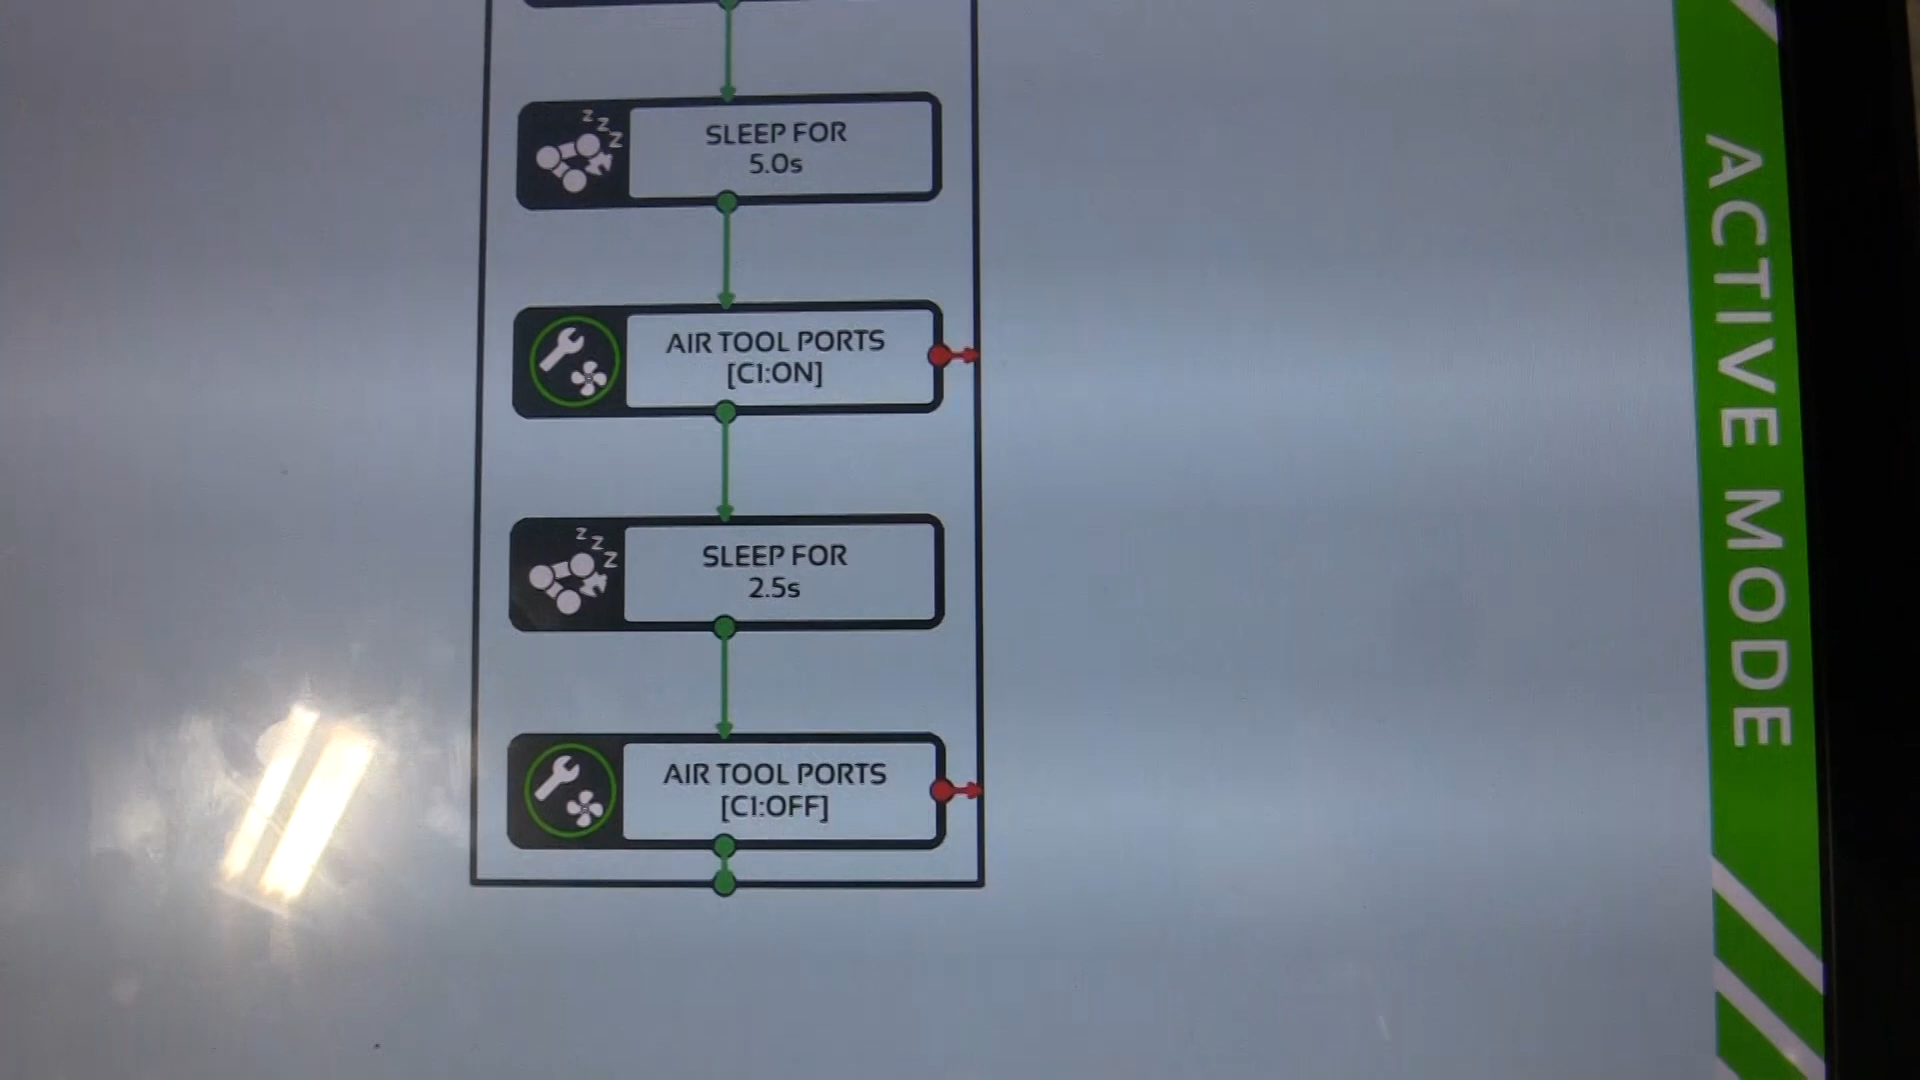 z z z
SLEEP FOR
5.0s
AIR TOOL PORTS
[C1:ON]
z z z
SLEEP FOR
2.5s
AIR TOOL PORTS
[C1:OFF]
ACTIVE MODE